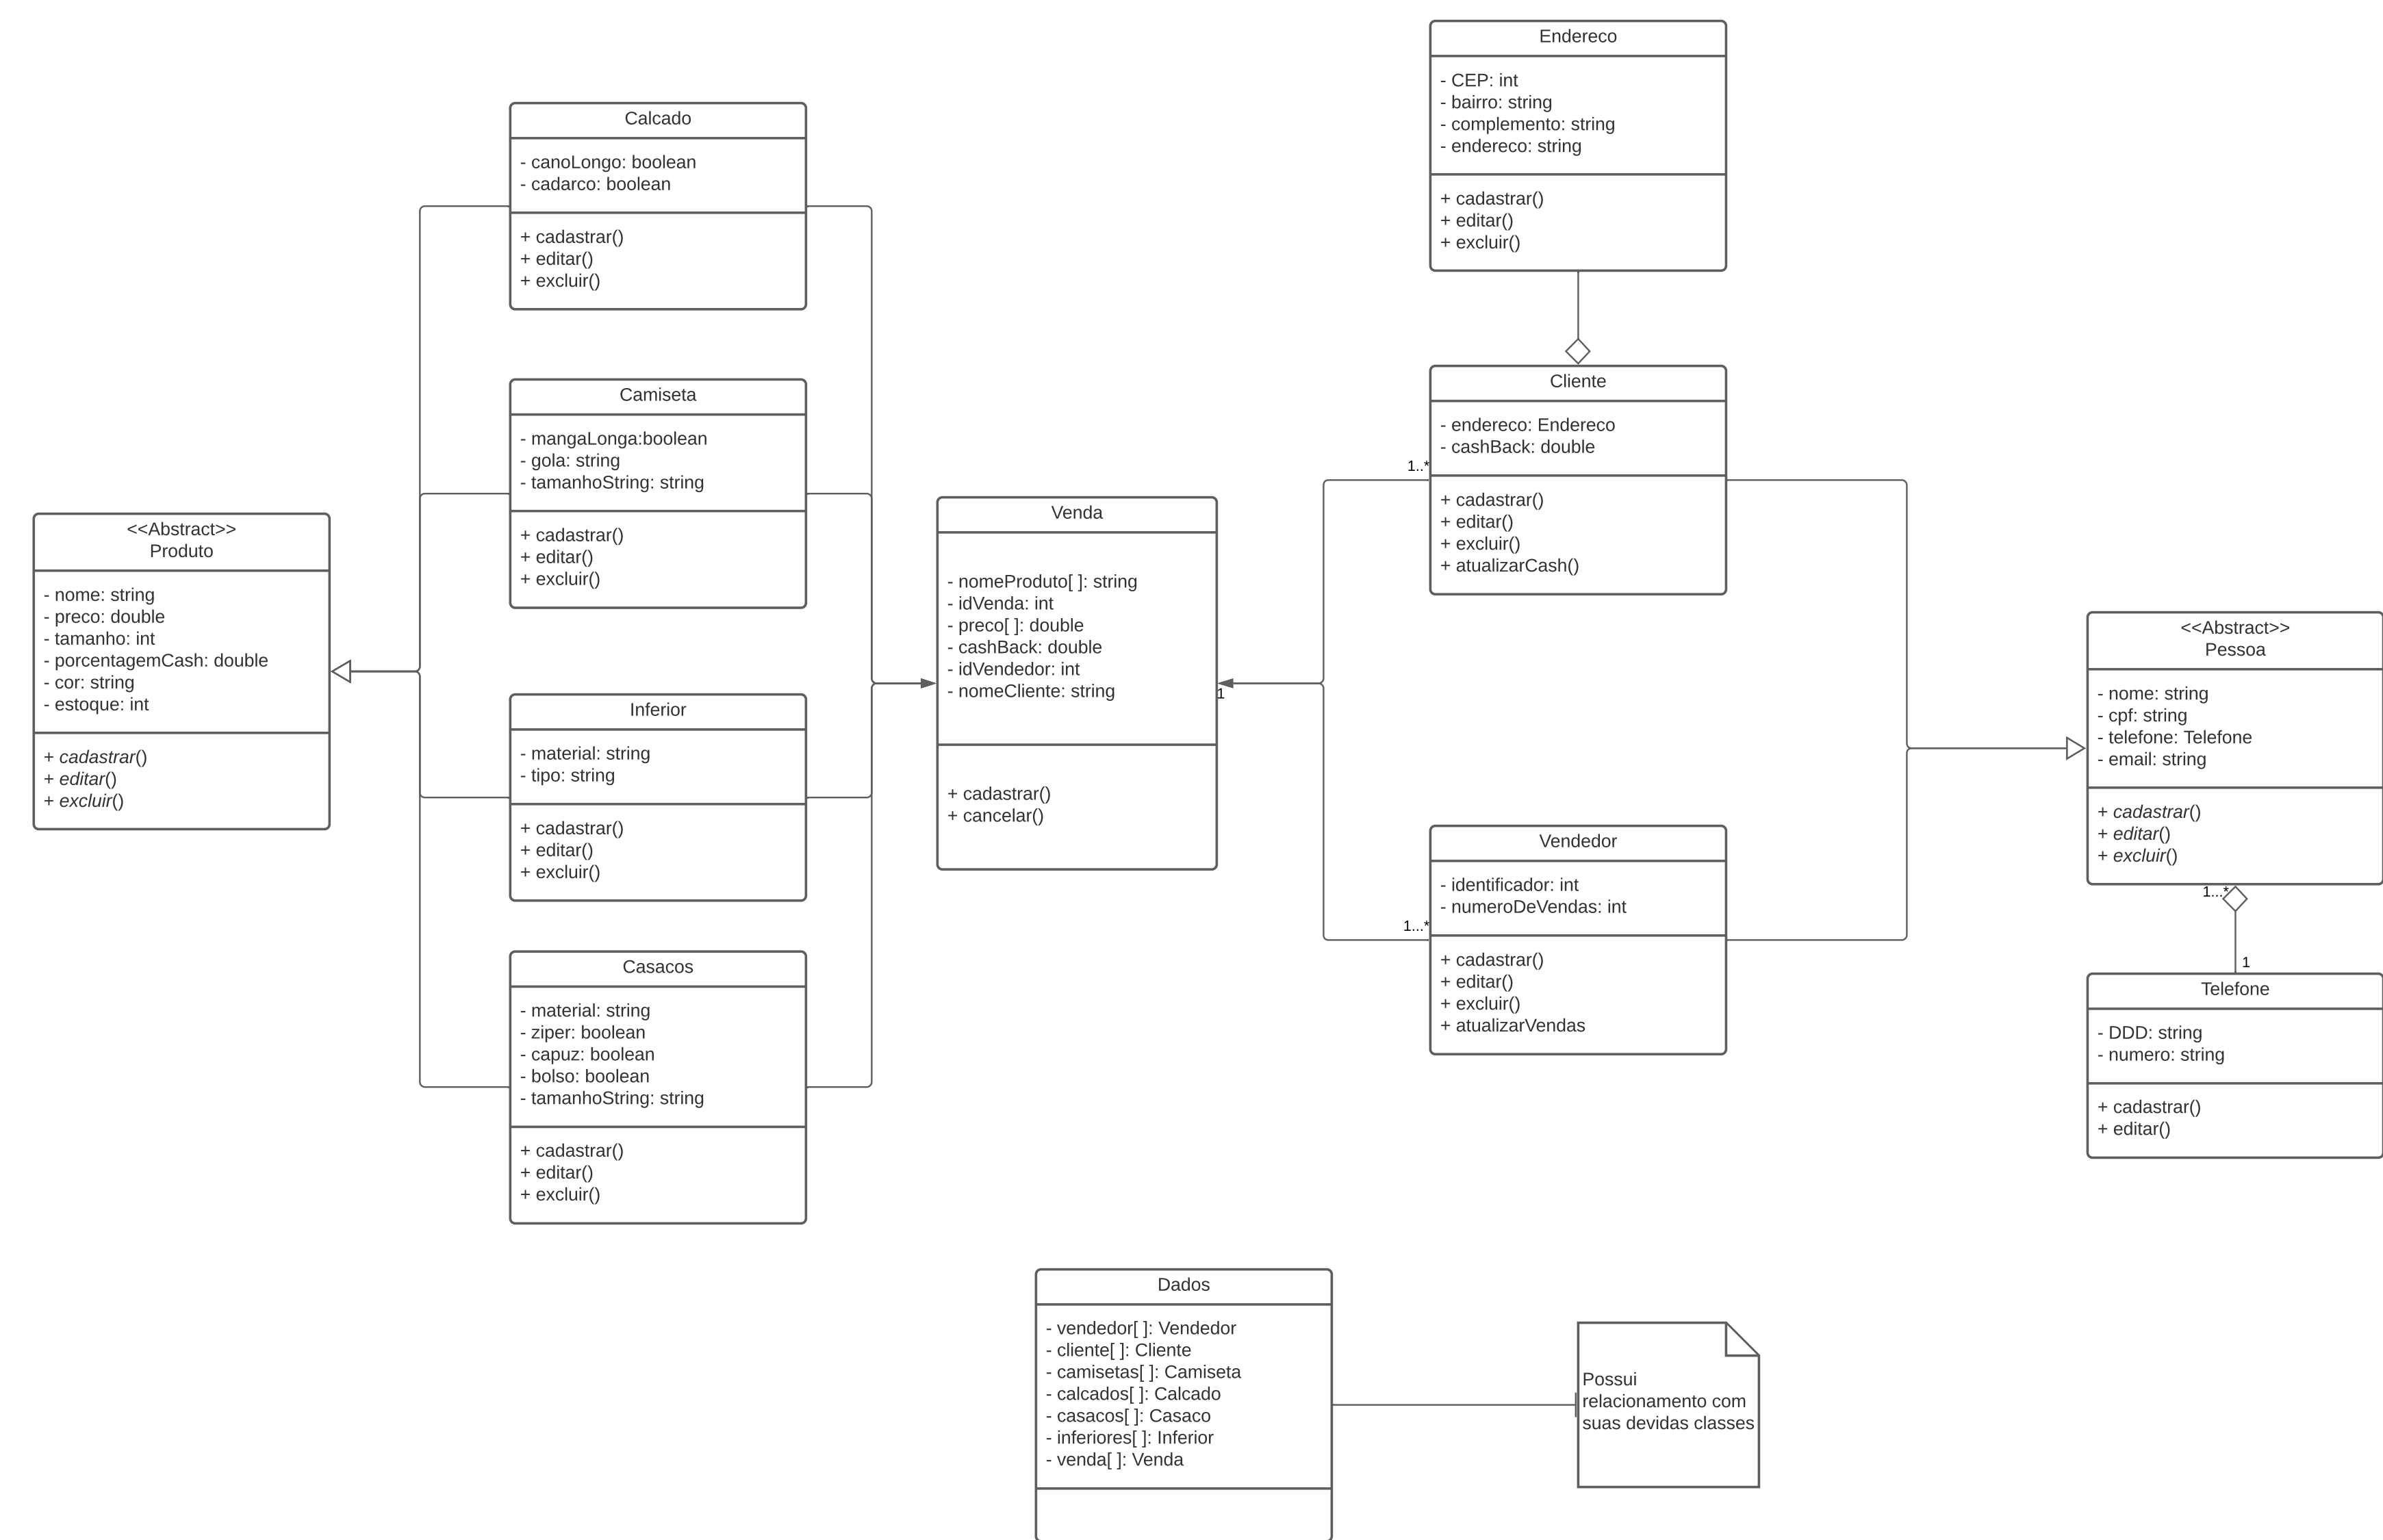 Endereco
- CEP: int
- bairro: string
- complemento: string
- endereco: string
+ cadastrar()
+ editar()
+ excluir()
Calcado
- canoLongo: boolean
- cadarco: boolean
+ cadastrar()
+ editar()
+ excluir()
Camiseta
- mangaLonga:boolean
- gola: string
- tamanhoString: string
+ cadastrar()
+ editar()
+ excluir()
Cliente
- endereco: Endereco
- cashBack: double
+ cadastrar()
+ editar()
+ excluir()
+ atualizarCash()
1..*
<<Abstract>>
Produto
- nome: string
- preco: double
- tamanho: int
- porcentagemCash: double
- cor: string
- estoque: int
+ cadastrar()
+ editar()
+ excluir()
Venda
- nomeProduto[ ]: string
- idVenda: int
- preco[ ]: double
- cashBack: double
- idVendedor: int
- nomeCliente: string
+ cadastrar()
+ cancelar()
1
<<Abstract>>
Pessoa
- nome: string
- cpf: string
- telefone: Telefone
- email: string
+ cadastrar()
+ editar()
+ excluir()
1...*
1
Inferior
- material: string
- tipo: string
+ cadastrar()
+ editar()
+ excluir()
Vendedor
- identificador: int
- numeroDeVendas: int
+ cadastrar()
+ editar()
+ excluir()
+ atualizarVendas
1...*
Casacos
- material: string
- ziper: boolean
- capuz: boolean
- bolso: boolean
- tamanhoString: string
+ cadastrar()
+ editar()
+ excluir()
Telefone
- DDD: string
- numero: string
+ cadastrar()
+ editar()
Dados
- vendedor[ ]: Vendedor
- cliente[ ]: Cliente
- camisetas[ ]: Camiseta
- calcados[ ]: Calcado
- casacos[ ]: Casaco
- inferiores[ ]: Inferior
- venda[ ]: Venda
Possui
relacionamento com
suas devidas classes